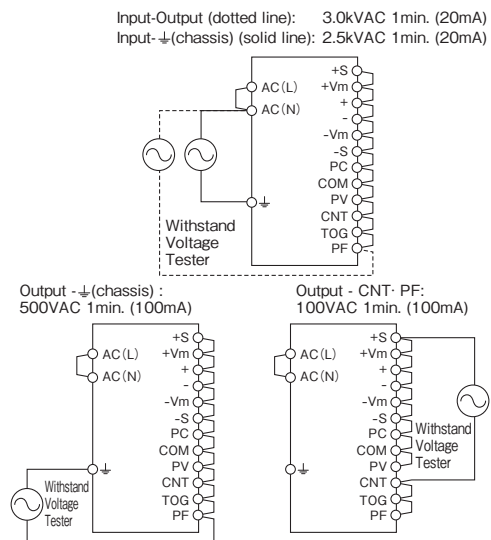 Input-Output (dotted line): 3.0kVAC 1min. (20mA)
Input-⏚(chassis) (solid line): 2.5kVAC 1min. (20mA)
AC(L)
AC(N)
⏚
+S
+Vm
+
-
-Vm
-S
PC
COM
PV
CNT
TOG
PF
Withstand
Voltage
Tester
Output -⏚(chassis) :
500VAC 1min. (100mA)
AC(L)
AC(N)
⏚
+S
+Vm
+
-
-Vm
-S
PC
COM
PV
CNT
TOG
PF
Withstand
Voltage
Tester
Output - CNT· PF:
100VAC 1min. (100mA)
AC(L)
AC(N)
⏚
+S
+Vm
+
-
-Vm
-S
PC
COM
PV
CNT
TOG
PF
Withstand
Voltage
Tester